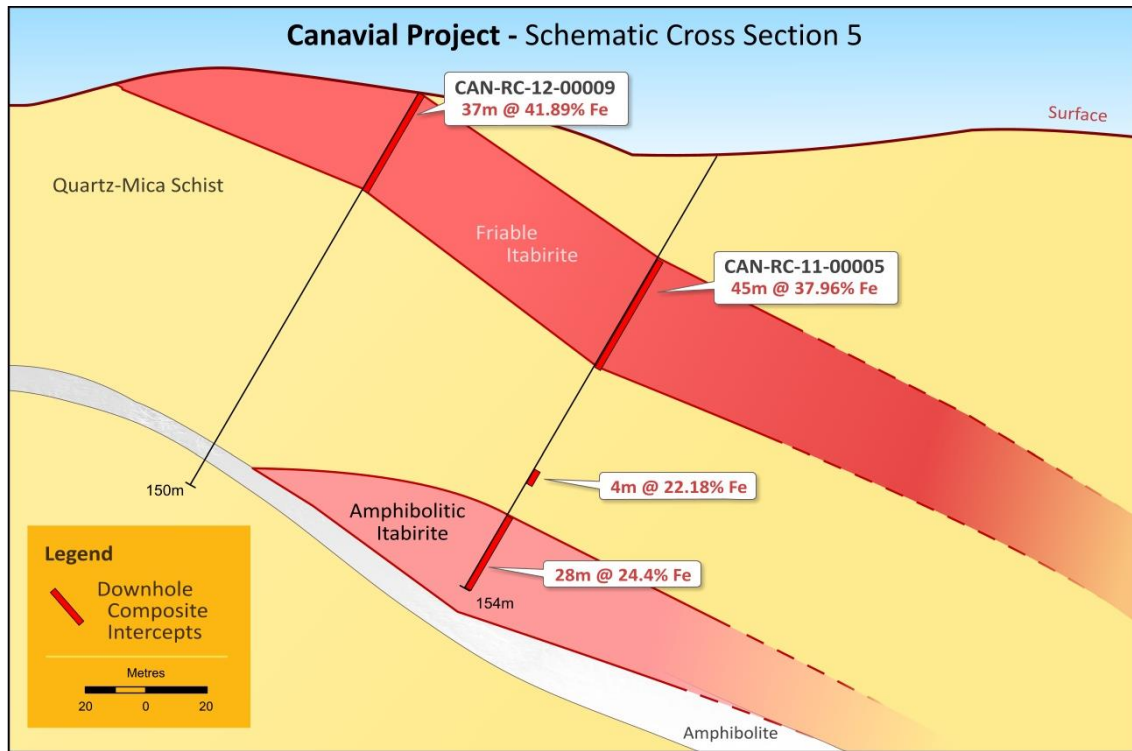 Canavial Project - Schematic Cross Section 5
CAN-RC-12-00009
37m @ 41.89% Fe
Surface
Quartz-Mica Schist
Friable
Itabirite
CAN-RC-11-00005
45m @ 37.96% Fe
150m
4m @ 22.18% Fe
Amphibolitic
Itabirite
28m @ 24.4% Fe
154m
Legend
Downhole
Composite
Intercepts
Metres
20 0 20
Amphibolite